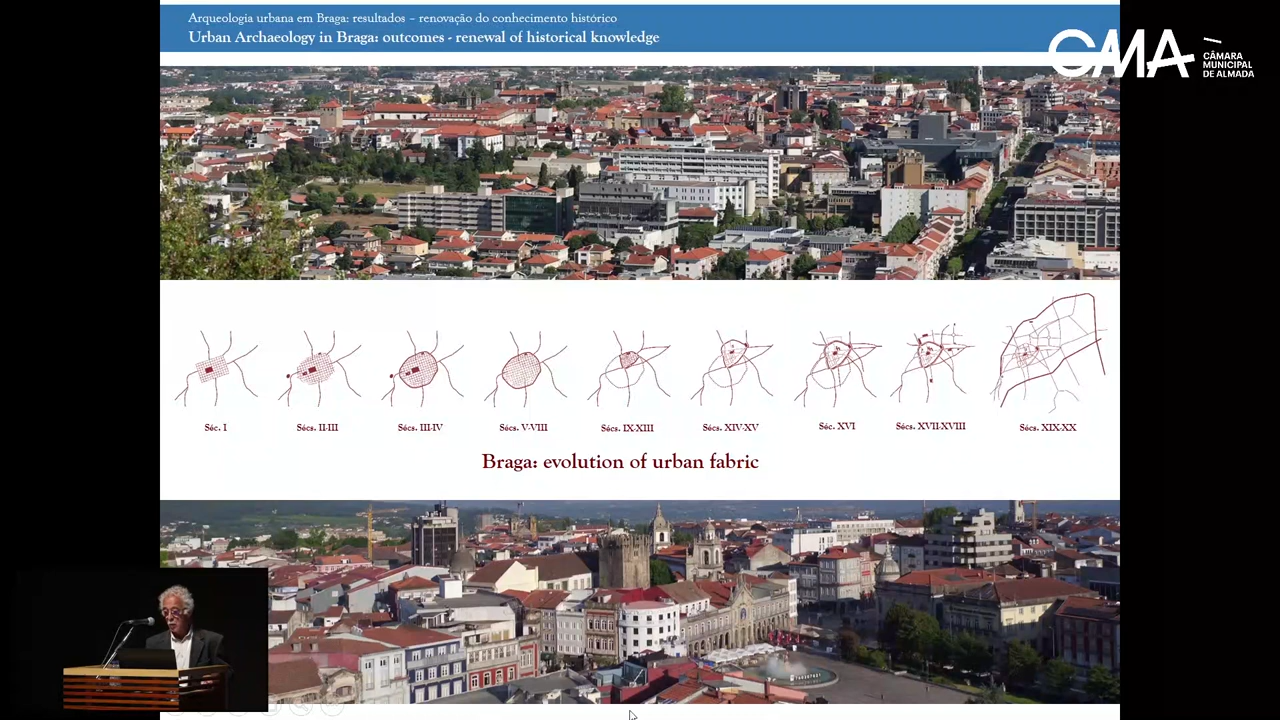 Arqueologia urbana em Braga: resultados – renovação do conhecimento histórico
Urban Archaeology in Braga: outcomes - renewal of historical knowledge
CMA
CÂMARA
MUNICIPAL
DE ALMADA
Séc. I
Sécs. II-III
Sécs. III-IV
Sécs. V-VIII
Sécs. IX-XIII
Sécs. XIV-XV
Séc. XVI
Sécs. XVII-XVIII
Sécs. XIX-XX
Braga: evolution of urban fabric